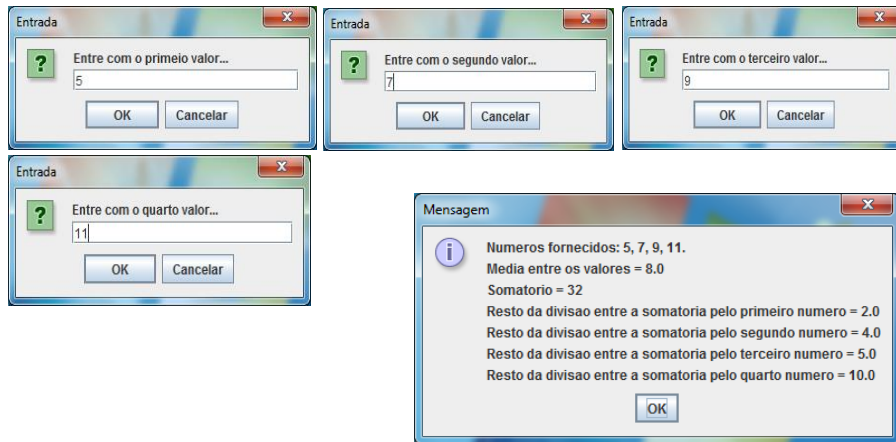 Entrada
Entre com o primeio valor...
5
OK Cancelar
Entrada
Entre com o segundo valor...
7
OK Cancelar
Entrada
Entre com o terceiro valor...
9
OK Cancelar
Entrada
Entre com o quarto valor...
11
OK Cancelar
Mensagem
Numeros fornecidos: 5, 7, 9, 11.
Media entre os valores = 8.0
Somatorio = 32
Resto da divisao entre a somatoria pelo primeiro numero = 2.0
Resto da divisao entre a somatoria pelo segundo numero = 4.0
Resto da divisao entre a somatoria pelo terceiro numero = 5.0
Resto da divisao entre a somatoria pelo quarto numero = 10.0
OK